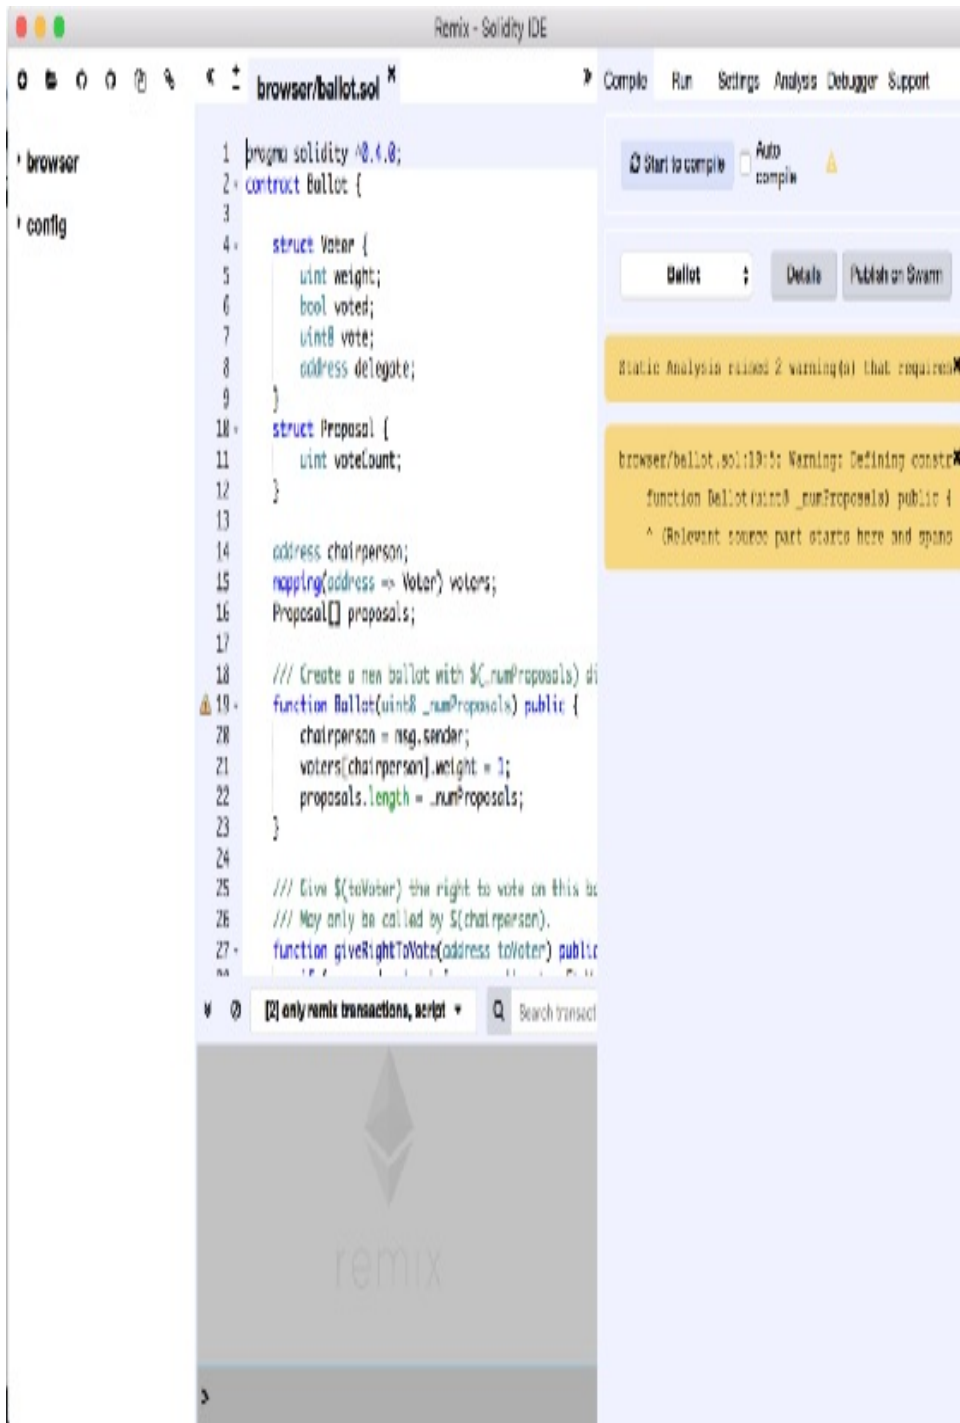 Remix - Solidity IDE
browser/ballot.sol
Compile Run Settings Analysis Debugger Support
browser
config
Start to compile
Auto compile
Ballot
Details
Publish on Swarm
Static Analysis raised 2 warning(s) that requires
browser/ballot.sol:19:5: Warning: Defining constr
function Ballot(uint8 _numProposals) public {
^ (Relevant source part starts here and spans
1 pragma solidity ^0.4.0;
2 contract Ballot {
3
4 struct Voter {
5 uint weight;
6 bool voted;
7 uint8 vote;
8 address delegate;
9 }
10 struct Proposal {
11 uint voteCount;
12 }
13
14 address chairperson;
15 mapping(address => Voter) voters;
16 Proposal[] proposals;
17
18 /// Create a new ballot with $(_numProposals) di
19 function Ballot(uint8 _numProposals) public {
20 chairperson = msg.sender;
21 voters[chairperson].weight = 1;
22 proposals.length = _numProposals;
23 }
24
25 /// Give $(toVoter) the right to vote on this ba
26 /// May only be called by $(chairperson).
27 function giveRightToVote(address toVoter) public
[2] only remix transactions, script
Search transact
remix